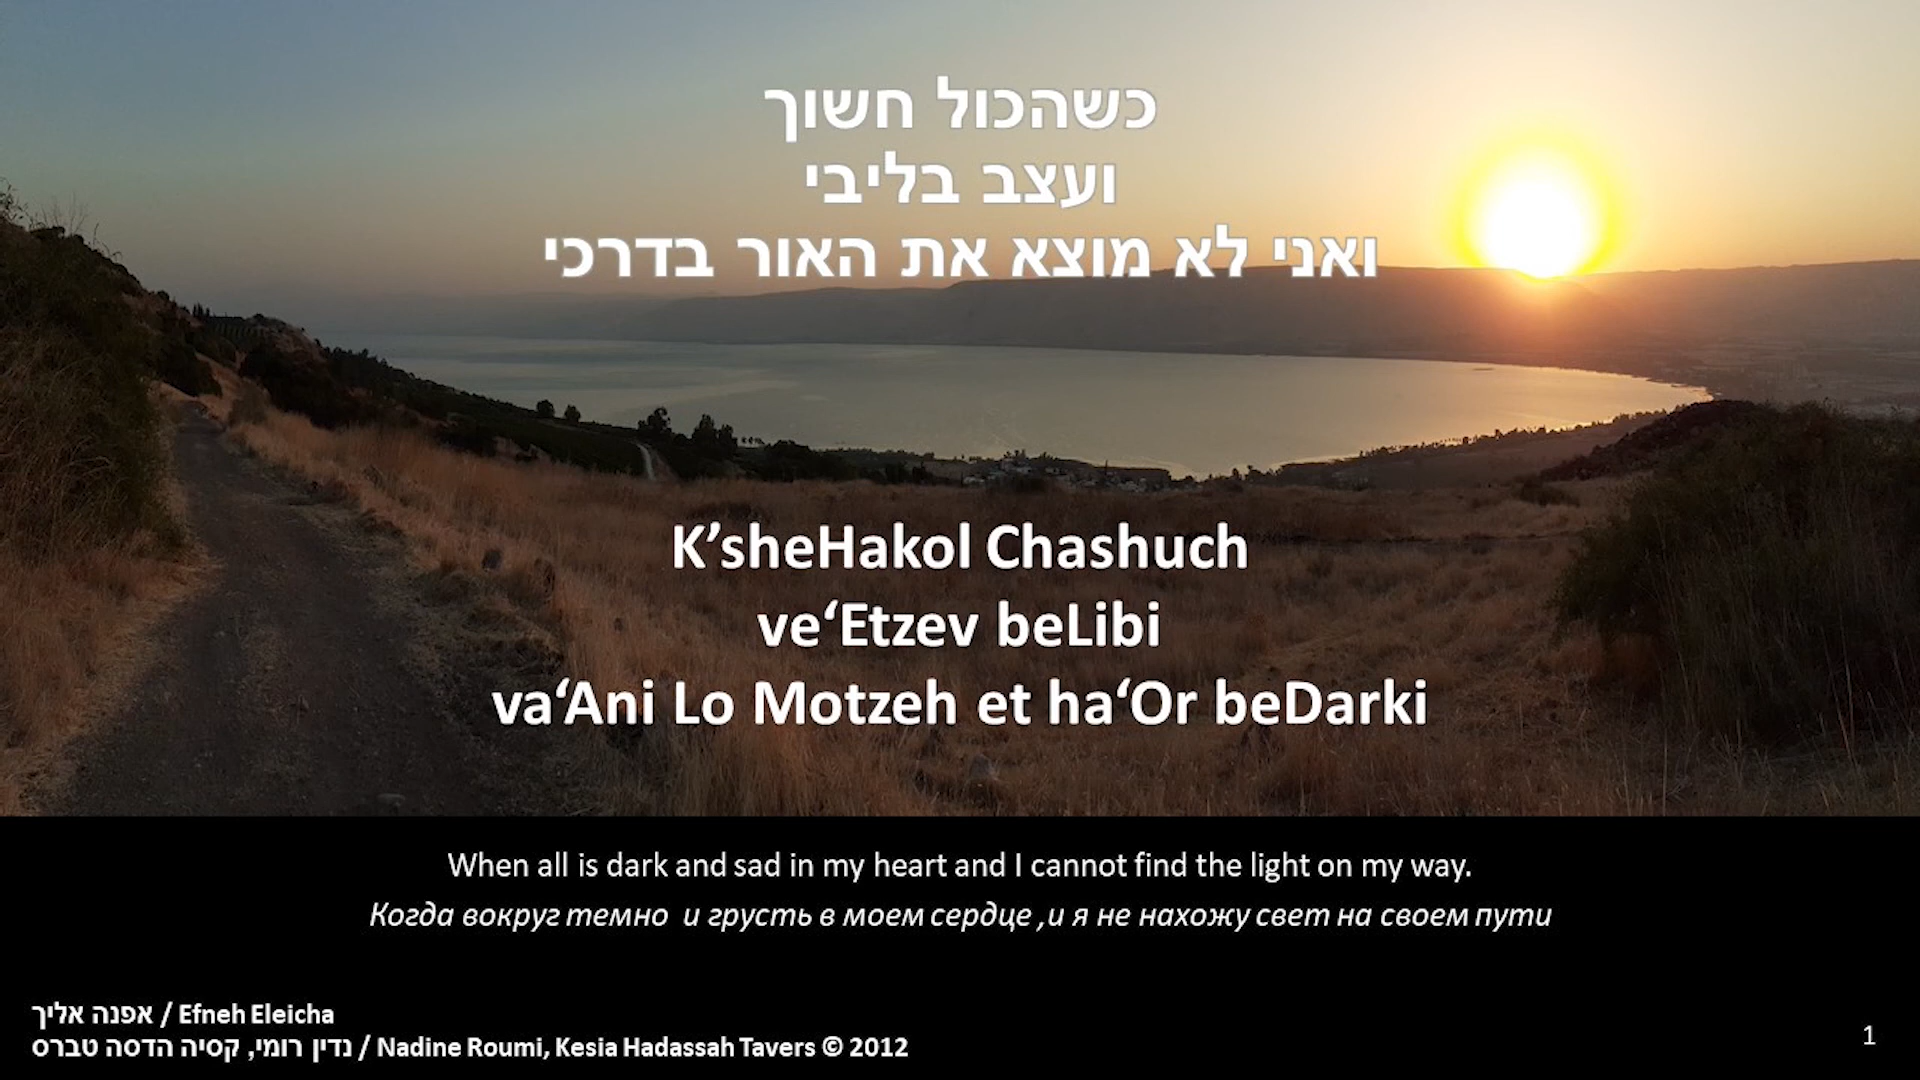 כשהכול חשוך
ועצב בליבי
ואני לא מוצא את האור בדרכי
K’sheHakol Chashuch
ve‘Etzev beLibi
va‘Ani Lo Motzeh et ha‘Or beDarki
When all is dark and sad in my heart and I cannot find the light on my way.
Когда вокруг темно  и грусть в моем сердце ,и я не нахожу свет на своем пути
אפנה אליך / Efneh Eleicha
נדין רומי, קסיה הדסה טברס / Nadine Roumi, Kesia Hadassah Tavers © 2012
1